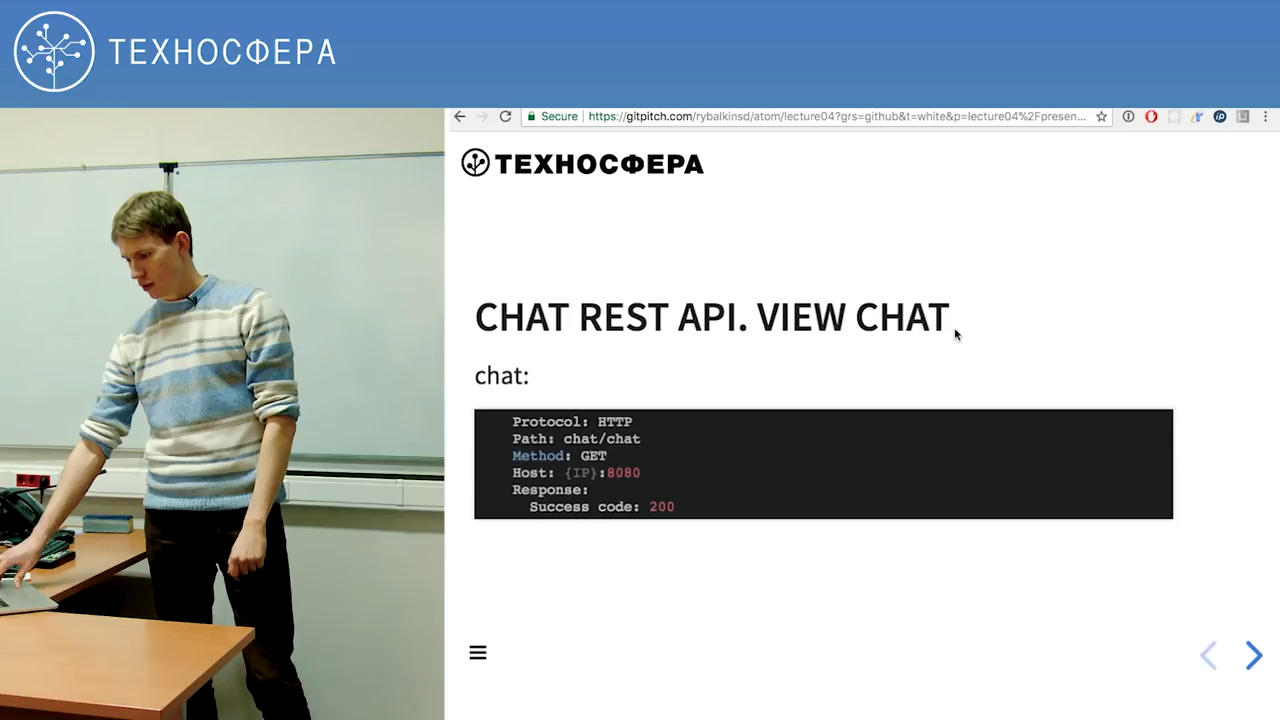 ТЕХНОСФЕРА
Secure https://gitpitch.com/rybalkinsd/atom/lecture04?grs=github&t=white&p=lecture04%2Fpresen...
ТЕХНОСФЕРА
CHAT REST API. VIEW CHAT
chat:
Protocol: HTTP
Path: chat/chat
Method: GET
Host: {IP}:8080
Response:
Success code: 200